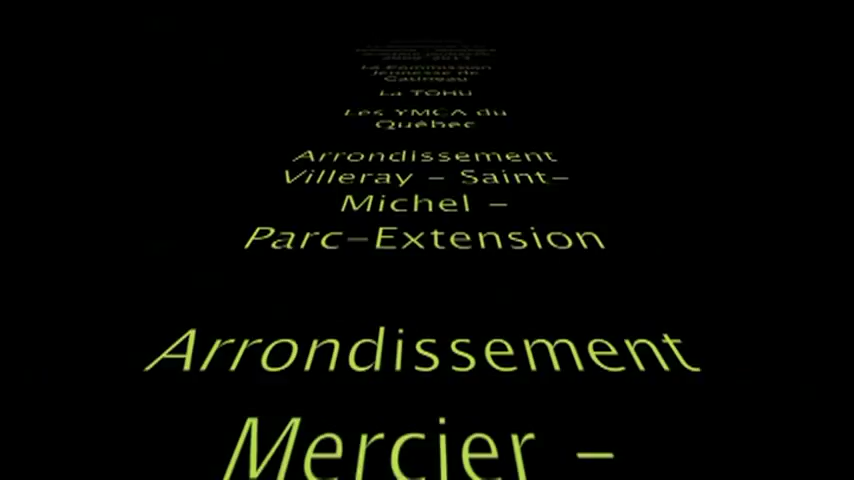 La Commission
Jeunesse de
Gatineau
La TOHU
Les YMCA du
Québec
Arrondissement
Villeray – Saint–
Michel –
Parc–Extension
Arrondissement
Mercier –